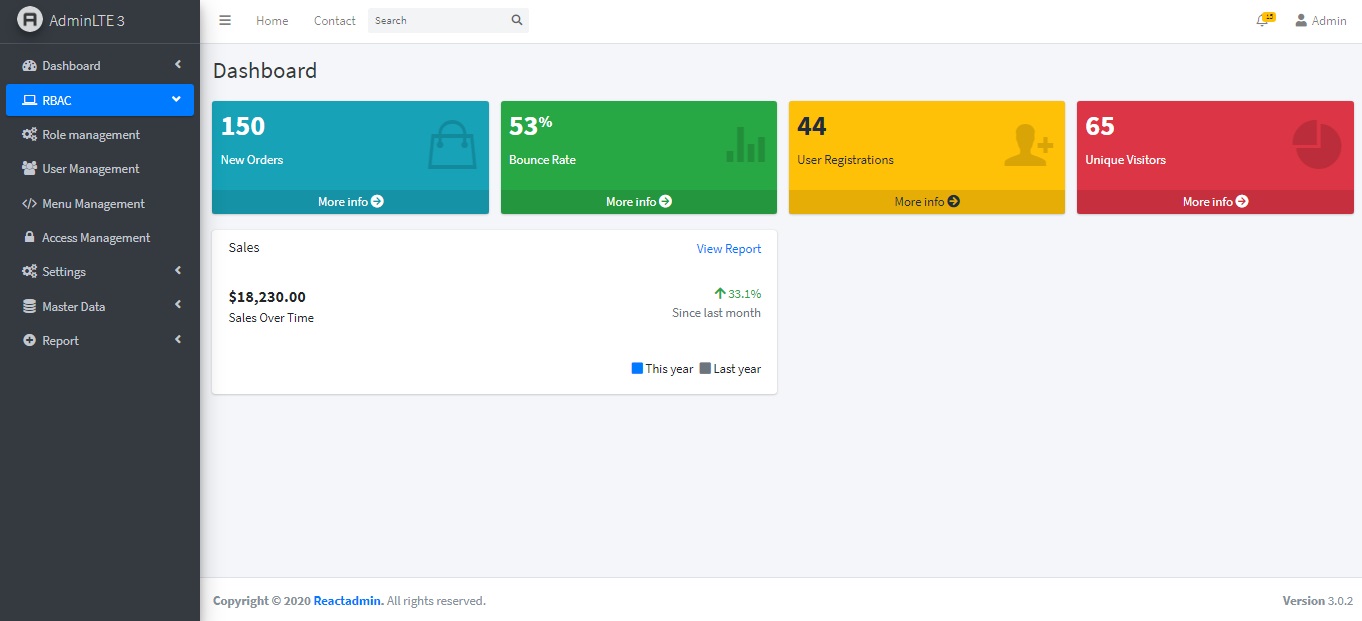 AdminLTE 3
Home Contact Search
15
Admin
Dashboard
RBAC
Role management
User Management
Menu Management
Access Management
Settings
Master Data
Report
Dashboard
150
New Orders
More info
53%
Bounce Rate
More info
44
User Registrations
More info
65
Unique Visitors
More info
Sales View Report
$18,230.00 33.1%
Sales Over Time Since last month
This year Last year
Copyright © 2020 Reactadmin. All rights reserved. Version 3.0.2